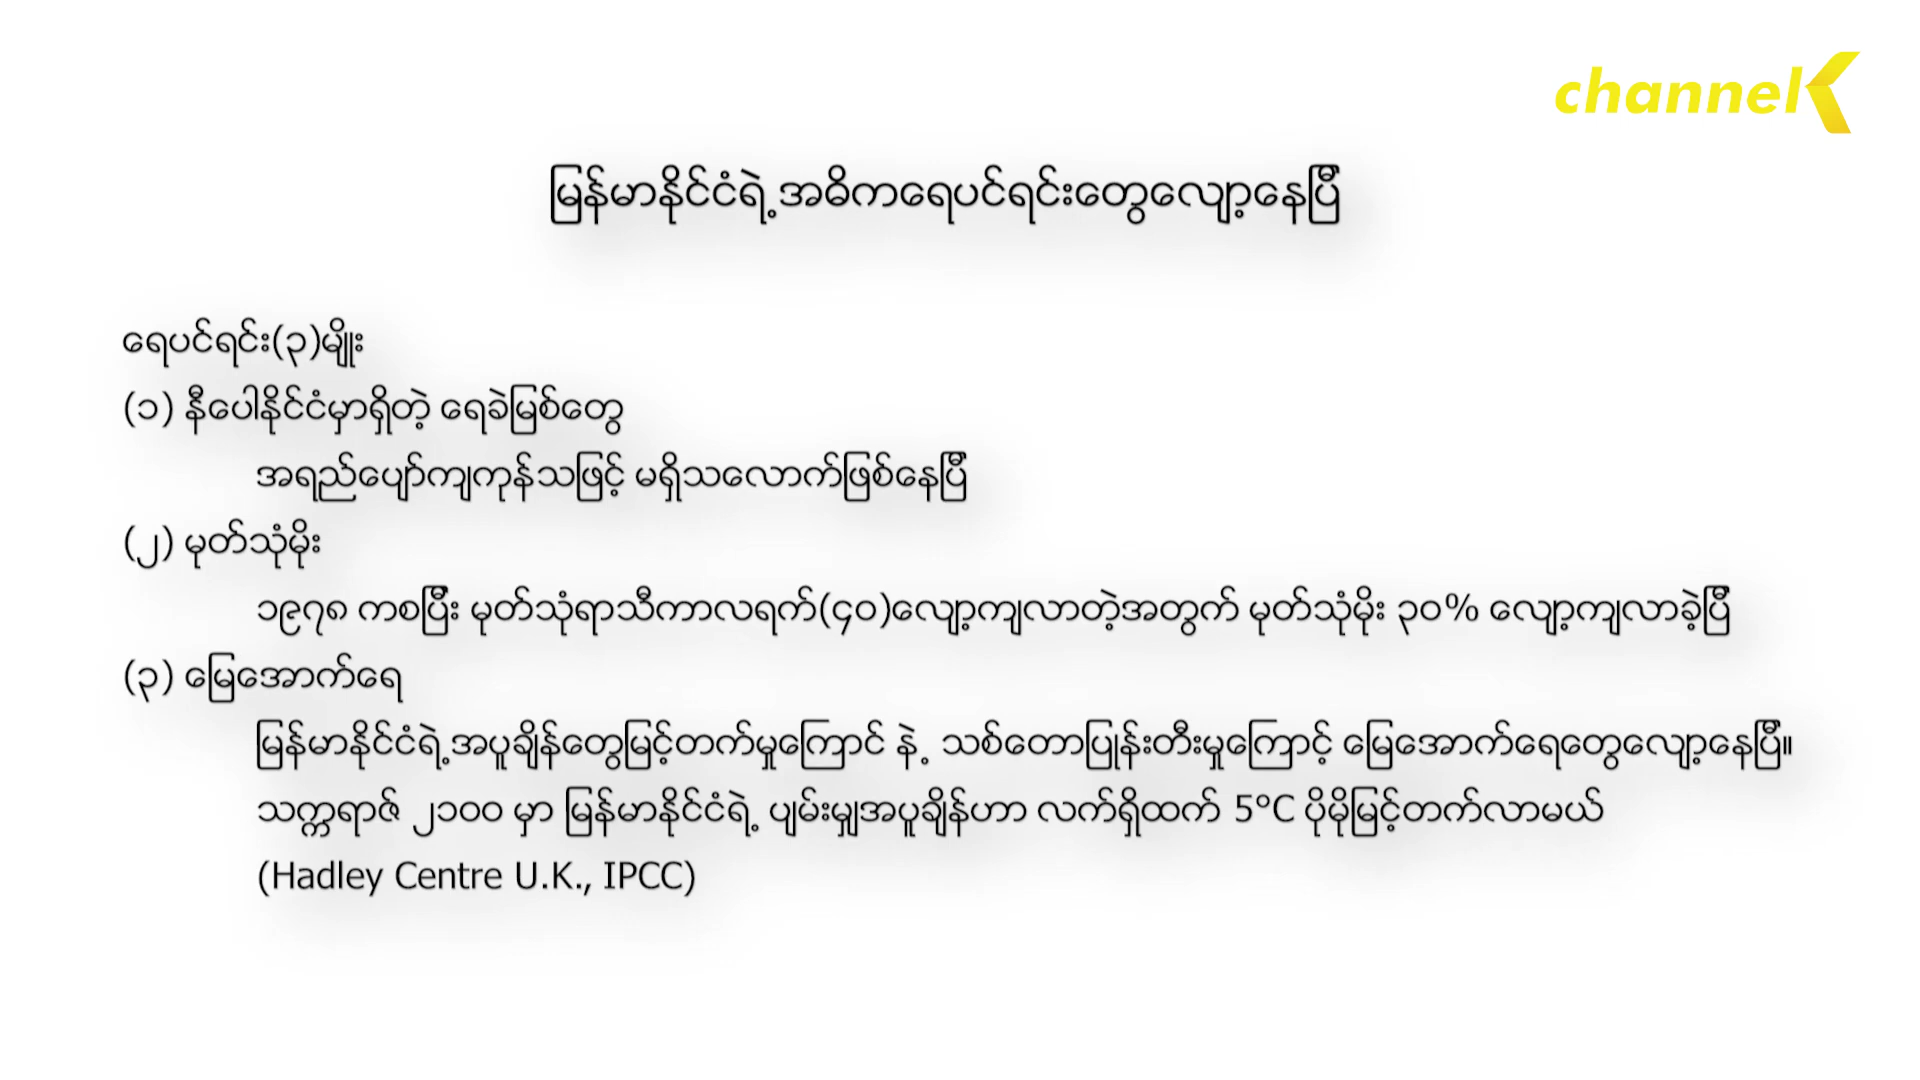 channel K
မြန်မာနိုင်ငံရဲ့အဓိကရေပင်ရင်းတွေလျော့နေပြီ
ရေပင်ရင်း(၃)မျိုး
(၁) နီပေါနိုင်ငံမှာရှိတဲ့ ရေခဲမြစ်တွေ
အရည်ပျော်ကျကုန်သဖြင့် မရှိသလောက်ဖြစ်နေပြီ
(၂) မုတ်သုံမိုး
၁၉၇၈ ကစပြီး မုတ်သုံရာသီကာလရက်(၄၀)လျော့ကျလာတဲ့အတွက် မုတ်သုံမိုး ၃၀% လျော့ကျလာခဲ့ပြီ
(၃) မြေအောက်ရေ
မြန်မာနိုင်ငံရဲ့အပူချိန်တွေမြင့်တက်မှုကြောင် နဲ့ သစ်တောပြုန်းတီးမှုကြောင့် မြေအောက်ရေတွေလျော့နေပြီ။
သက္ကရာဇ် ၂၁၀၀ မှာ မြန်မာနိုင်ငံရဲ့ ပျမ်းမျှအပူချိန်ဟာ လက်ရှိထက် 5°C ပိုမိုမြင့်တက်လာမယ်
(Hadley Centre U.K., IPCC)